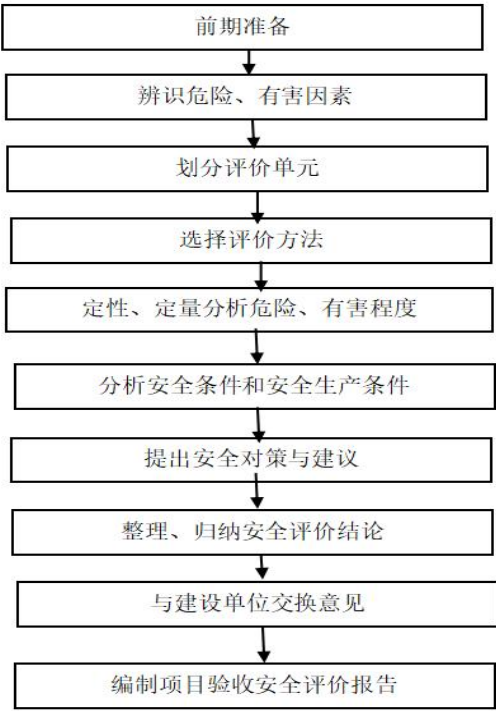 前期准备
辨识危险、有害因素
划分评价单元
选择评价方法
定性、定量分析危险、有害程度
分析安全条件和安全生产条件
提出安全对策与建议
整理、归纳安全评价结论
与建设单位交换意见
编制项目验收安全评价报告